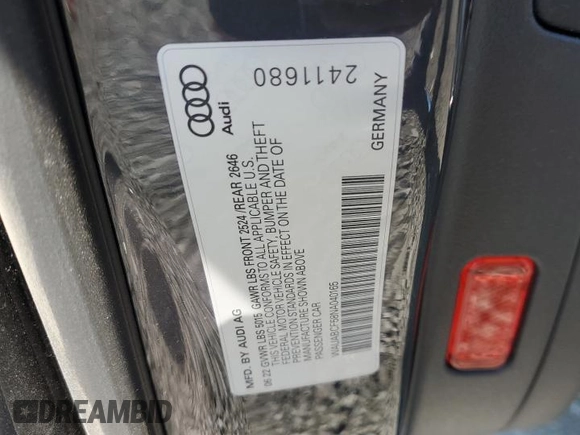 Audi
2411680
MFD. BY AUDI AG
GERMANY
06 22 GVWR LBS 5015 GAWR LBS FRONT 2524/REAR 2646
THIS VEHICLE CONFORMS TO ALL APPLICABLE U.S.
FEDERAL MOTOR VEHICLE SAFETY, BUMPER AND THEFT
PREVENTION STANDARDS IN EFFECT ON THE DATE OF
MANUFACTURE SHOWN ABOVE
PASSENGER CAR
DREAMBID